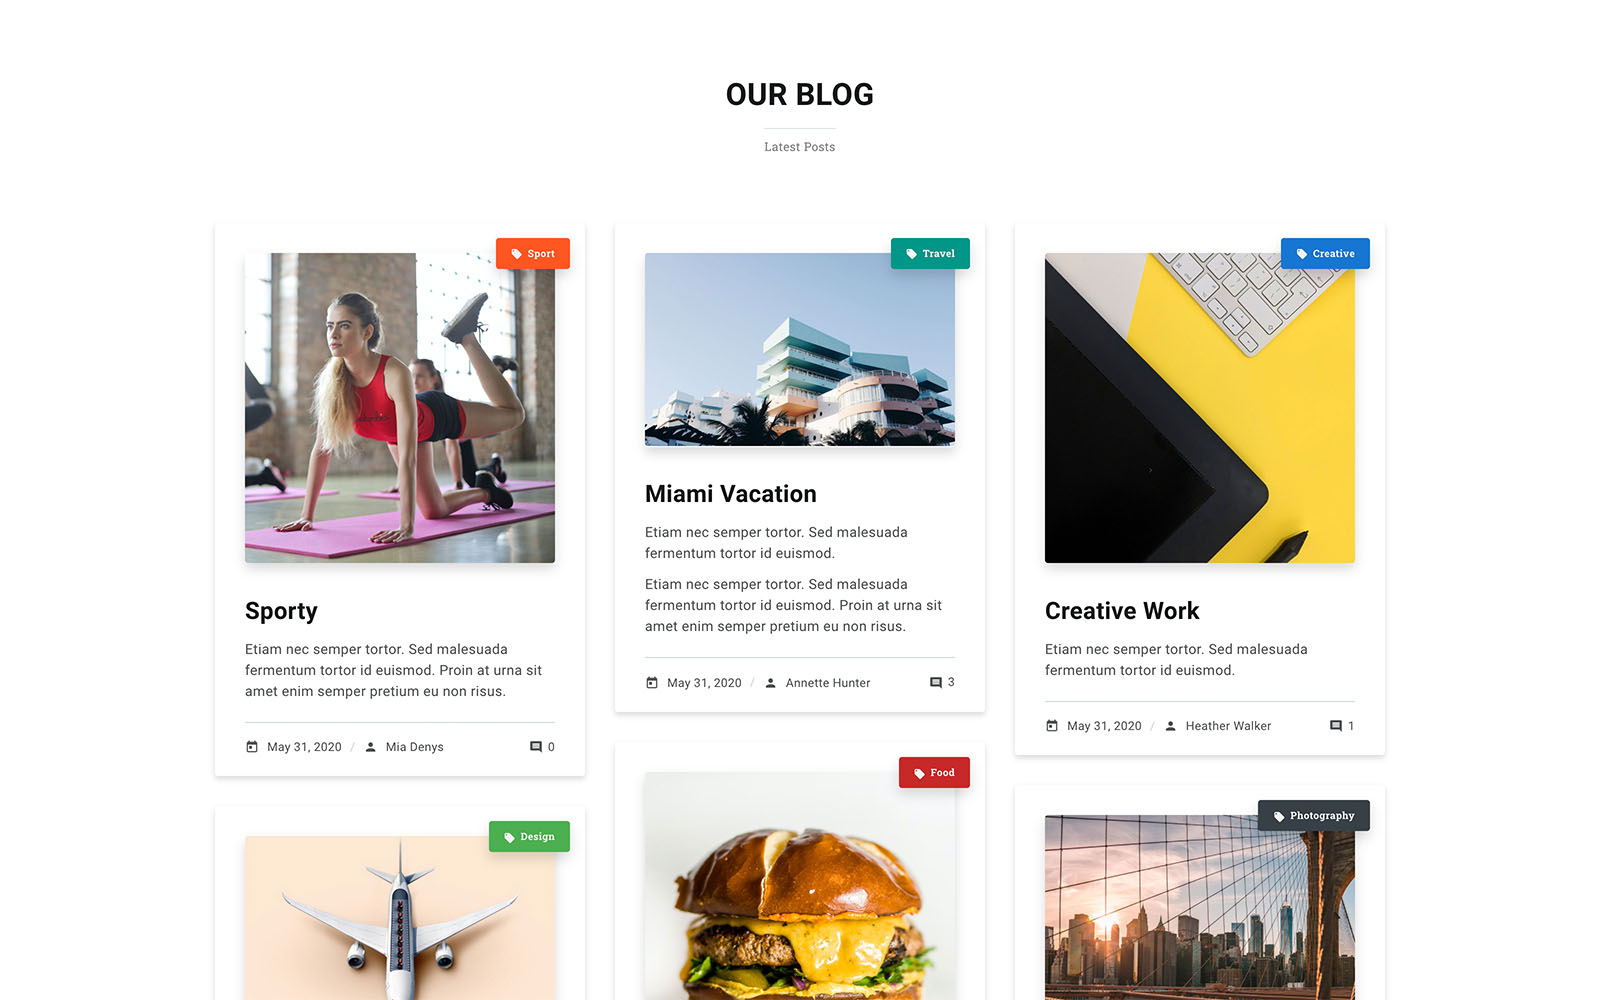 OUR BLOG
Latest Posts
Sport
Sporty
Etiam nec semper tortor. Sed malesuada
fermentum tortor id euismod. Proin at urna sit
amet enim semper pretium eu non risus.
May 31, 2020 / Mia Denys 0
Travel
Miami Vacation
Etiam nec semper tortor. Sed malesuada
fermentum tortor id euismod.
Etiam nec semper tortor. Sed malesuada
fermentum tortor id euismod. Proin at urna sit
amet enim semper pretium eu non risus.
May 31, 2020 / Annette Hunter 3
Creative
Creative Work
Etiam nec semper tortor. Sed malesuada
fermentum tortor id euismod.
May 31, 2020 / Heather Walker 1
Design
Food
Photography